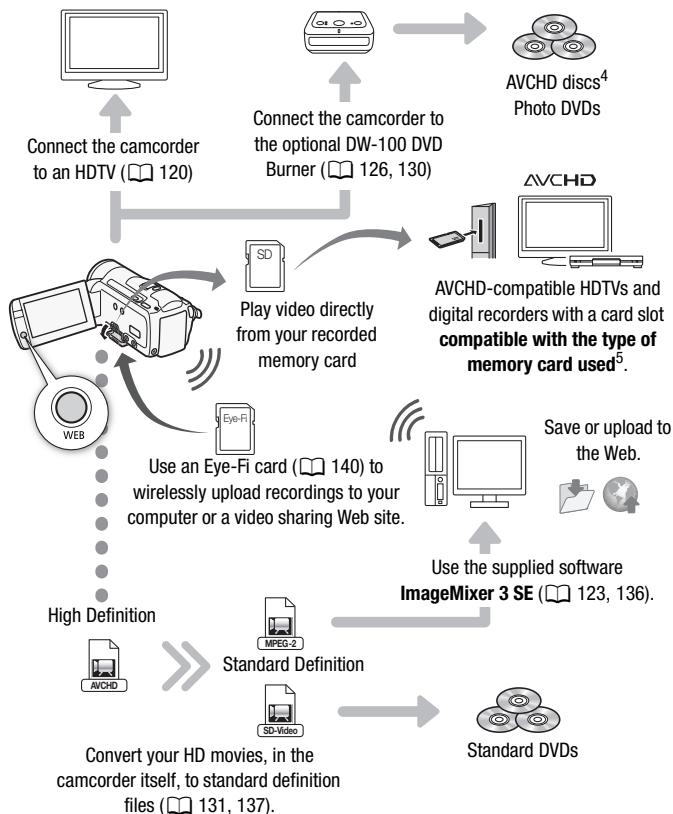 AVCHD discs4
Photo DVDs
Connect the camcorder
to an HDTV ( 120)
Connect the camcorder to
the optional DW-100 DVD
Burner ( 126, 130)
AVCHD
SD
Play video directly
from your recorded
memory card
AVCHD-compatible HDTVs and
digital recorders with a card slot
compatible with the type of
memory card used5.
WEB
Eye-Fi
Use an Eye-Fi card ( 140) to
wirelessly upload recordings to your
computer or a video sharing Web site.
Save or upload to
the Web.
Use the supplied software
ImageMixer 3 SE ( 123, 136).
High Definition
AVCHD
MPEG-2
Standard Definition
SD-Video
Standard DVDs
Convert your HD movies, in the
camcorder itself, to standard definition
files ( 131, 137).